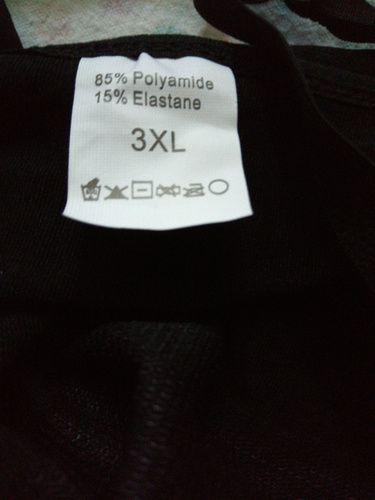 85% Polyamide
15% Elastane
3XL